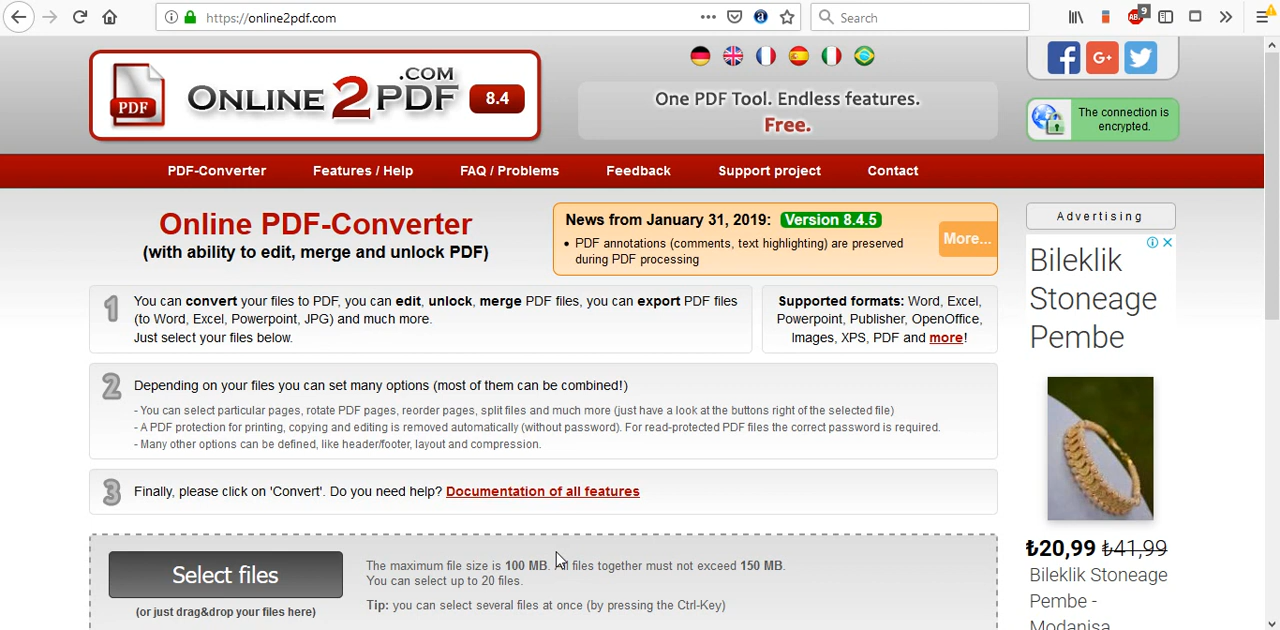 https://online2pdf.com
Search
9
PDF
ONLINE2PDF.COM
8.4
One PDF Tool. Endless features.
Free.
f
G+
The connection is
encrypted.
PDF-Converter
Features / Help
FAQ / Problems
Feedback
Support project
Contact
Online PDF-Converter
(with ability to edit, merge and unlock PDF)
News from January 31, 2019: Version 8.4.5
• PDF annotations (comments, text highlighting) are preserved
during PDF processing
More...
Advertising
1
You can convert your files to PDF, you can edit, unlock, merge PDF files, you can export PDF files
(to Word, Excel, Powerpoint, JPG) and much more.
Just select your files below.
Supported formats: Word, Excel,
Powerpoint, Publisher, OpenOffice,
Images, XPS, PDF and more!
2
Depending on your files you can set many options (most of them can be combined!)
- You can select particular pages, rotate PDF pages, reorder pages, split files and much more (just have a look at the buttons right of the selected file)
- A PDF protection for printing, copying and editing is removed automatically (without password). For read-protected PDF files the correct password is required.
- Many other options can be defined, like header/footer, layout and compression.
3
Finally, please click on 'Convert'. Do you need help? Documentation of all features
Select files
(or just drag&drop your files here)
The maximum file size is 100 MB. files together must not exceed 150 MB.
You can select up to 20 files.
Tip: you can select several files at once (by pressing the Ctrl-Key)
Bileklik
Stoneage
Pembe
₺20,99 ₺41,99
Bileklik Stoneage
Pembe -
Modanisa